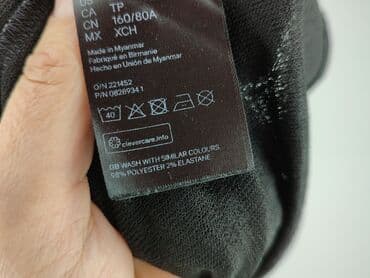 CA TP
CN 160/80A
MX XCH
Made in Myanmar
Fabriqué en Birmanie
Hecho en Unión de Myanmar
O/N 221452
P/N 0828934.1
40
clevercare.info
GB WASH WITH SIMILAR COLOURS
98% POLYESTER 2% ELASTANE